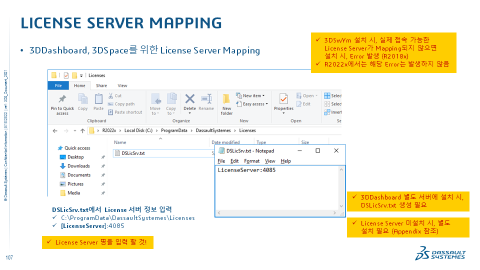 LICENSE SERVER MAPPING
• 3DDashboard, 3DSpace를 위한 License Server Mapping
✓ 3DSwym 설치 시, 실제 접속 가능한
License Server가 Mapping되지 않으면
설치 시, Error 발생 (R2018x)
✓ R2022x에서는 해당 Error는 발생하지 않음
Licenses
File Home Share View
Pin to Quick access
Copy
Paste
Cut
Copy path
Paste shortcut
Move to
Copy to
Delete
Rename
New folder
New item
Easy access
Properties
Open
Edit
History
Clipboard
Organize
New
Open
R2022x > Local Disk (C:) > ProgramData > DassaultSystemes > Licenses
Name
Date modified
Type
Size
Quick access
Desktop
Downloads
Documents
Pictures
Media
DSLicSrv.txt
DSLicSrv.txt - Notepad
File Edit Format View Help
LicenseServer:4085
DSLicSrv.txt에서 License 서버 정보 입력
✓ C:\ProgramData\DassaultSystemes\Licenses
✓ [LicenseServer]:4085
✓ License Server 명을 입력 할 것!
✓ 3DDashboard 별도 서버에 설치 시,
DSLicSrv.txt 생성 필요
✓ License Server 미설치 시, 별도
설치 필요 (Appendix 참조)
107
DASSAULT
SYSTEMES